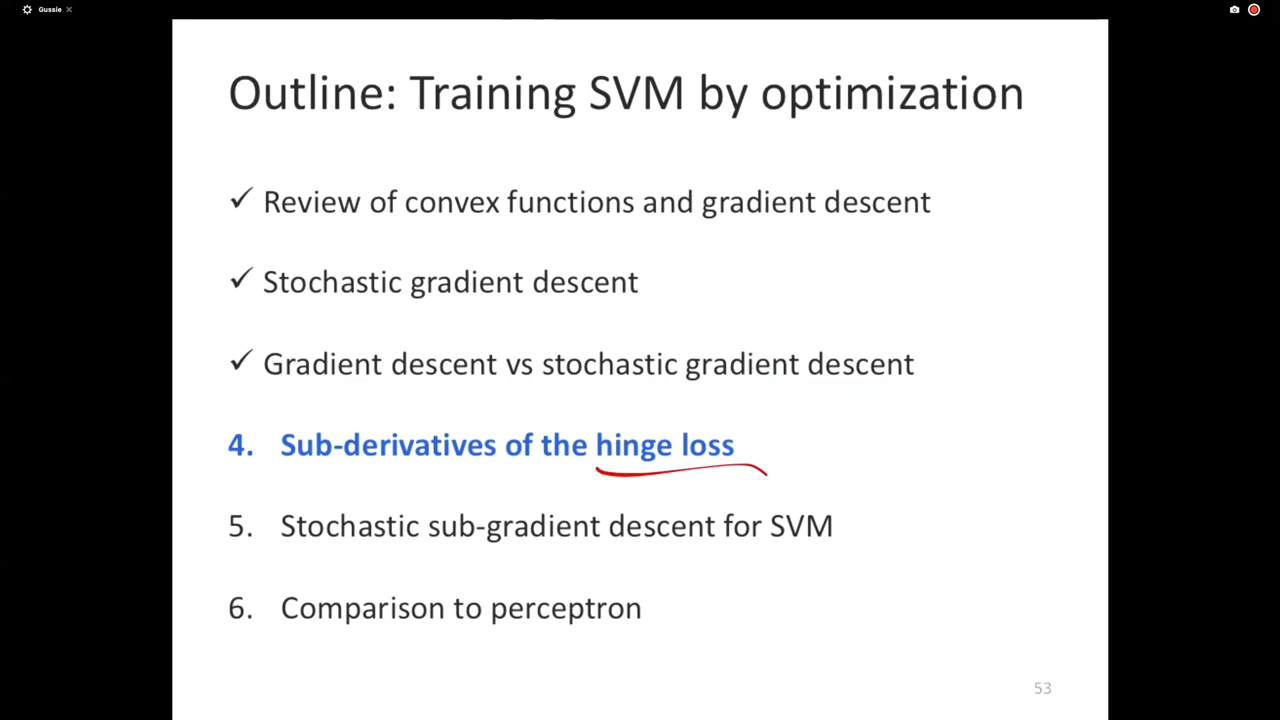 Gussie
Outline: Training SVM by optimization
✓ Review of convex functions and gradient descent
✓ Stochastic gradient descent
✓ Gradient descent vs stochastic gradient descent
4. Sub-derivatives of the hinge loss
5. Stochastic sub-gradient descent for SVM
6. Comparison to perceptron
53